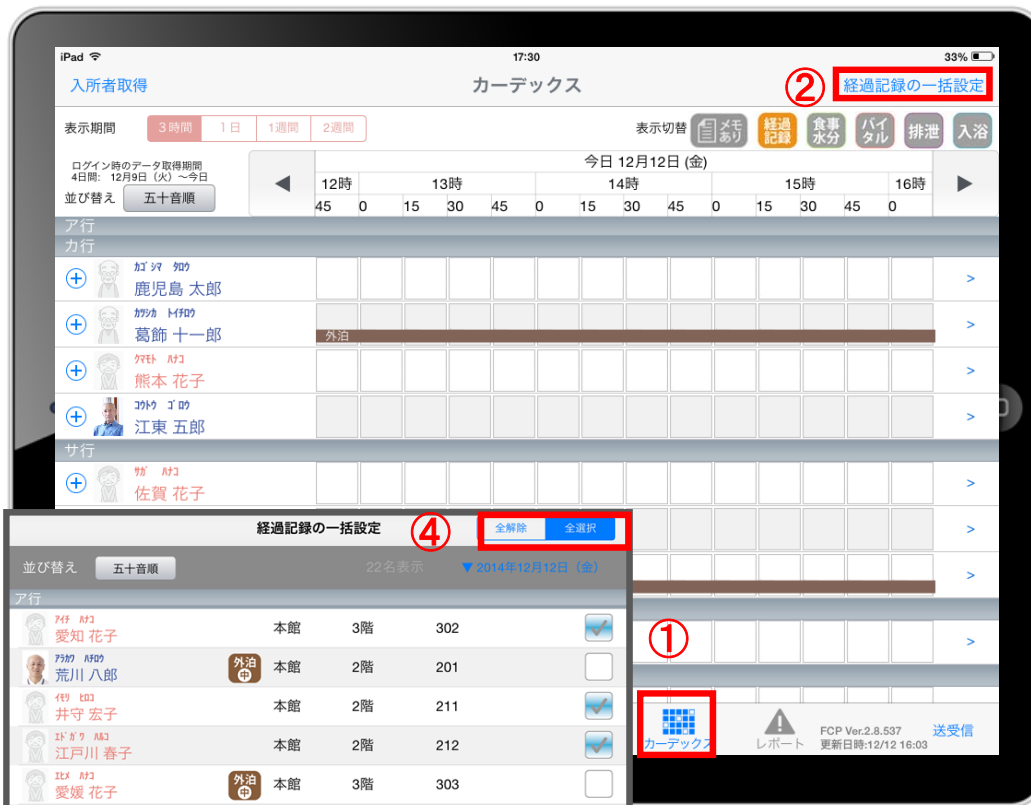 iPad 17:30 33%
入所者取得 カーデックス ② 経過記録の一括設定
表示期間 3時間 1日 1週間 2週間 表示切替 メモあり 経過記録 食事水分 バイタル 排泄 入浴
ログイン時のデータ取得期間
4日間: 12月9日（火）～今日
今日 12月12日 (金)
並び替え 五十音順
◀ 12時 13時 14時 15時 16時 ▶
45 0 15 30 45 0 15 30 45 0 15 30 45 0
ア行
カ行
ｶｺﾞｼﾏ ﾀﾛｳ
鹿児島 太郎 >
ｶﾂｼｶ ﾄｲﾁﾛｳ
葛飾 十一郎 外泊 >
ｸﾏﾓﾄ ﾊﾅｺ
熊本 花子 >
ｺｳﾄｳ ｺﾞﾛｳ
江東 五郎 >
サ行
ｻｶﾞ ﾊﾅｺ
佐賀 花子 >
経過記録の一括設定 ④ 全解除 全選択
並び替え 五十音順 22名表示 ▼ 2014年12月12日（金）
ア行
ｱｲﾁ ﾊﾅｺ
愛知 花子 本館 3階 302
ｱﾗｶﾜ ﾊﾁﾛｳ
荒川 八郎 外泊中 本館 2階 201
ｲﾓﾘ ﾋﾛｺ
井守 宏子 本館 2階 211
ｴﾄﾞｶﾞﾜ ﾊﾙｺ
江戸川 春子 本館 2階 212
ｴﾋﾒ ﾊﾅｺ
愛媛 花子 外泊中 本館 3階 303
>
①
>
カーデックス レポート
FCP Ver.2.8.537
更新日時:12/12 16:03
送受信